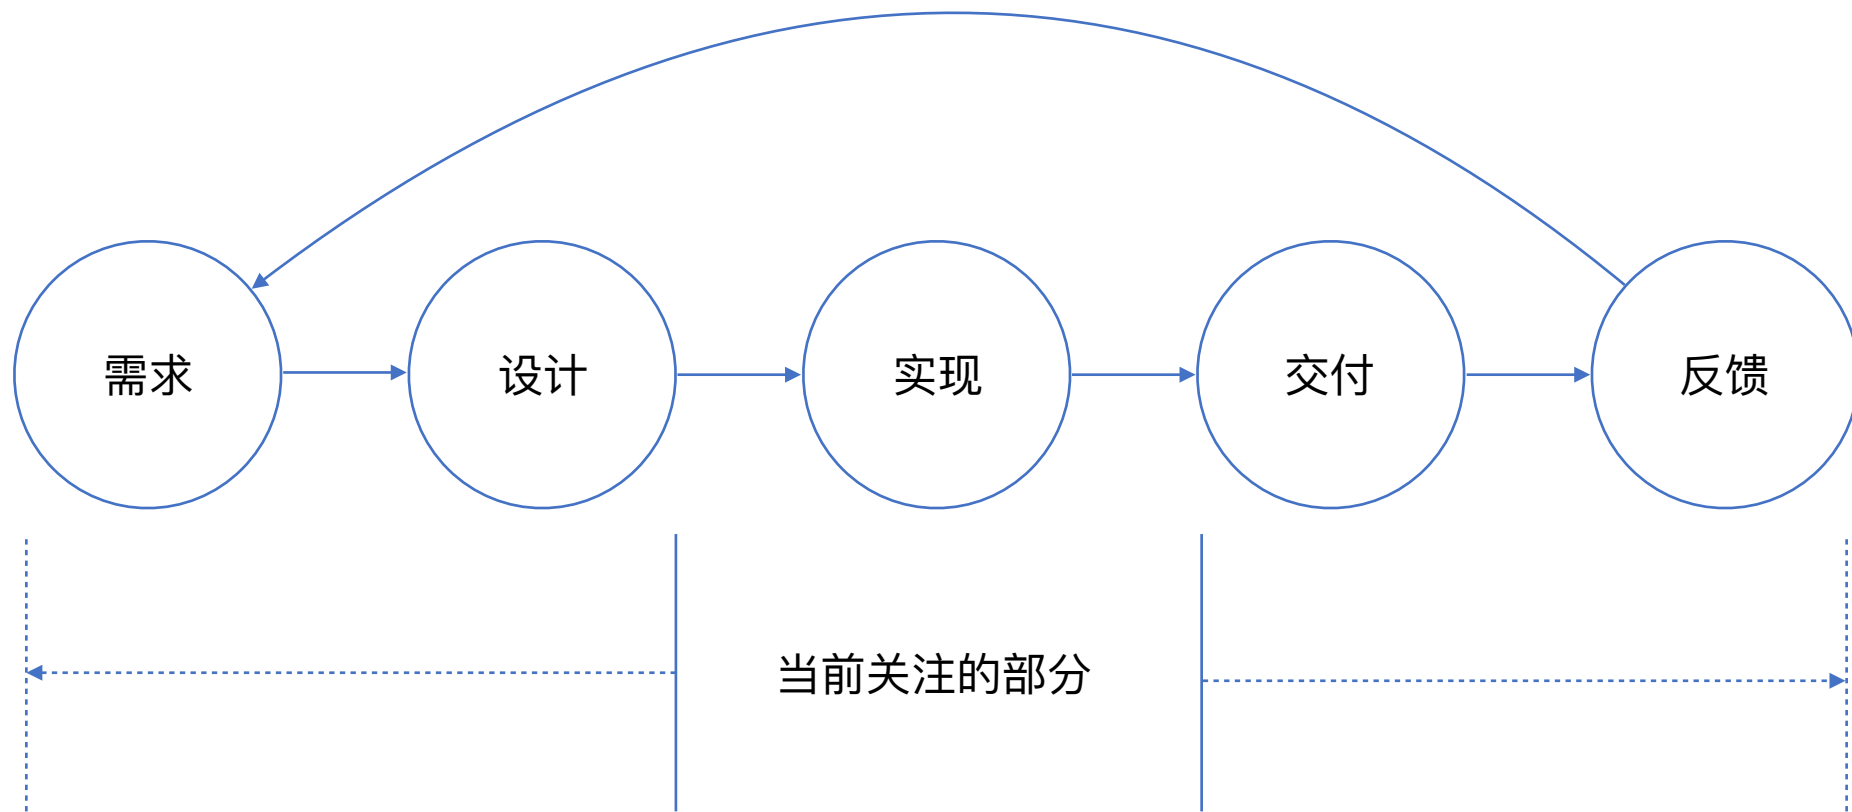 需求
设计
实现
交付
反馈
当前关注的部分